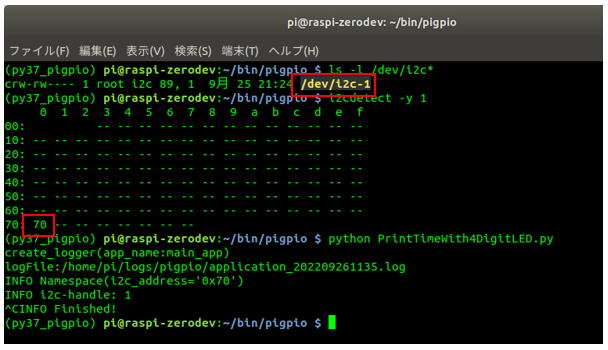 pi@raspi-zerodev: ~/bin/pigpio
ファイル(F) 編集(E) 表示(V) 検索(S) 端末(T) ヘルプ(H)
(py37_pigpio) pi@raspi-zerodev:~/bin/pigpio $ ls -l /dev/i2c*
crw-rw---- 1 root i2c 89, 1  9月 25 21:24 /dev/i2c-1
(py37_pigpio) pi@raspi-zerodev:~/bin/pigpio $ i2cdetect -y 1
     0  1  2  3  4  5  6  7  8  9  a  b  c  d  e  f
00:          -- -- -- -- -- -- -- -- -- -- -- -- --
10: -- -- -- -- -- -- -- -- -- -- -- -- -- -- -- --
20: -- -- -- -- -- -- -- -- -- -- -- -- -- -- -- --
30: -- -- -- -- -- -- -- -- -- -- -- -- -- -- -- --
40: -- -- -- -- -- -- -- -- -- -- -- -- -- -- -- --
50: -- -- -- -- -- -- -- -- -- -- -- -- -- -- -- --
60: -- -- -- -- -- -- -- -- -- -- -- -- -- -- -- --
70: 70 -- -- -- -- -- -- --
(py37_pigpio) pi@raspi-zerodev:~/bin/pigpio $ python PrintTimeWith4DigitLED.py
create_logger(app_name:main_app)
logFile:/home/pi/logs/pigpio/application_202209261135.log
INFO Namespace(i2c_address='0x70')
INFO i2c-handle: 1
^CINFO Finished!
(py37_pigpio) pi@raspi-zerodev:~/bin/pigpio $